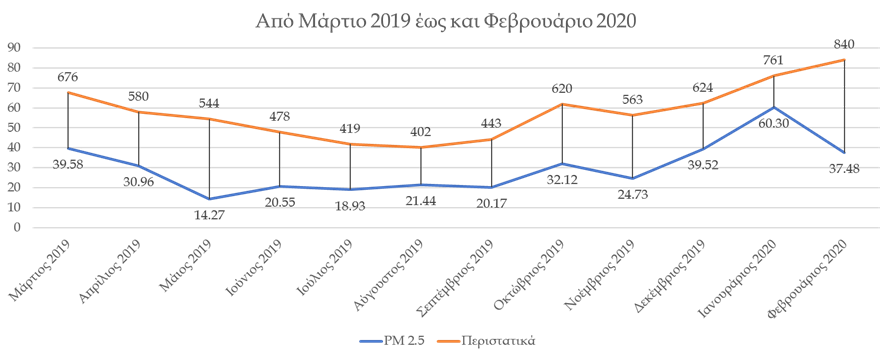 Από Μάρτιο 2019 έως και Φεβρουάριο 2020
90
80
70
60
50
40
30
20
10
0
676
580
544
478
419
402
443
620
563
624
761
840
39.58
30.96
14.27
20.55
18.93
21.44
20.17
32.12
24.73
39.52
60.30
37.48
Μάρτιος 2019
Απρίλιος 2019
Μάιος 2019
Ιούνιος 2019
Ιούλιος 2019
Αύγουστος 2019
Σεπτέμβριος 2019
Οκτώβριος 2019
Νοέμβριος 2019
Δεκέμβριος 2019
Ιανουράριος 2020
Φεβρουάριος 2020
PM 2.5
Περιστατικά